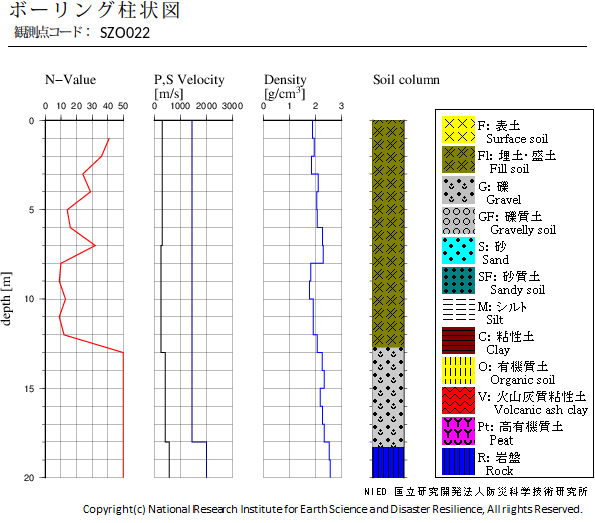 ボーリング柱状図
観測点コード： SZO022
N-Value
P,S Velocity
[m/s]
Density
[g/cm3]
Soil column
0 10 20 30 40 50
0 1000 2000 3000
0 1 2 3
0
5
10
15
20
depth [m]
F: 表土
Surface soil
Fl: 埋土・盛土
Fill soil
G: 礫
Gravel
GF: 礫質土
Gravelly soil
S: 砂
Sand
SF: 砂質土
Sandy soil
M: シルト
Silt
C: 粘性土
Clay
O: 有機質土
Organic soil
V: 火山灰質粘性土
Volcanic ash clay
Pt: 高有機質土
Peat
R: 岩盤
Rock
NIED 国立研究開発法人防災科学技術研究所
Copyright(c) National Research Institute for Earth Science and Disaster Resilience, All rights Reserved.